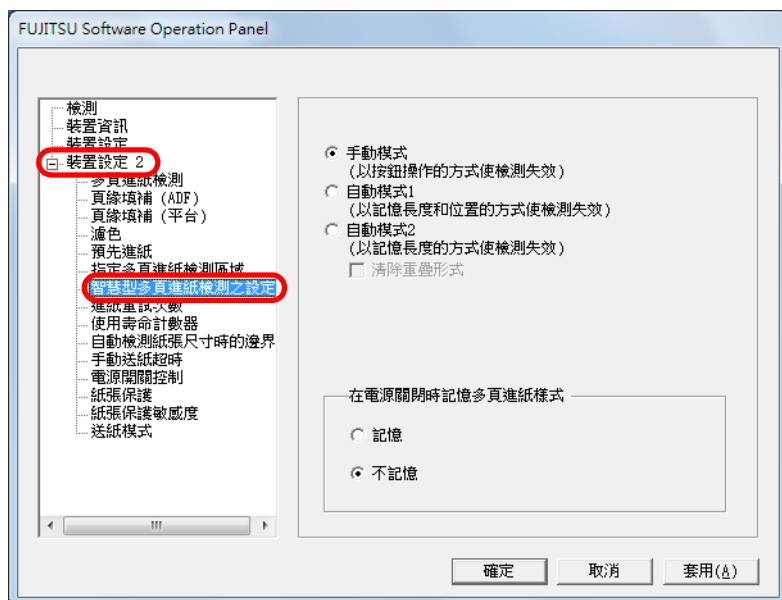 FUJITSU Software Operation Panel
檢測
裝置資訊
裝置設定
裝置設定 2
多頁進紙檢測
頁緣填補 (ADF)
頁緣填補 (平台)
濾色
預先進紙
指定多頁進紙檢測區域
智慧型多頁進紙檢測之設定
進紙重試次數
使用壽命計數器
自動檢測紙張尺寸時的邊界
手動送紙超時
電源開關控制
紙張保護
紙張保護敏感度
送紙模式
手動模式
(以按鈕操作的方式使檢測失效)
自動模式1
(以記憶長度和位置的方式使檢測失效)
自動模式2
(以記憶長度的方式使檢測失效)
清除重疊形式
在電源關閉時記憶多頁進紙樣式
記憶
不記憶
確定
取消
套用(A)